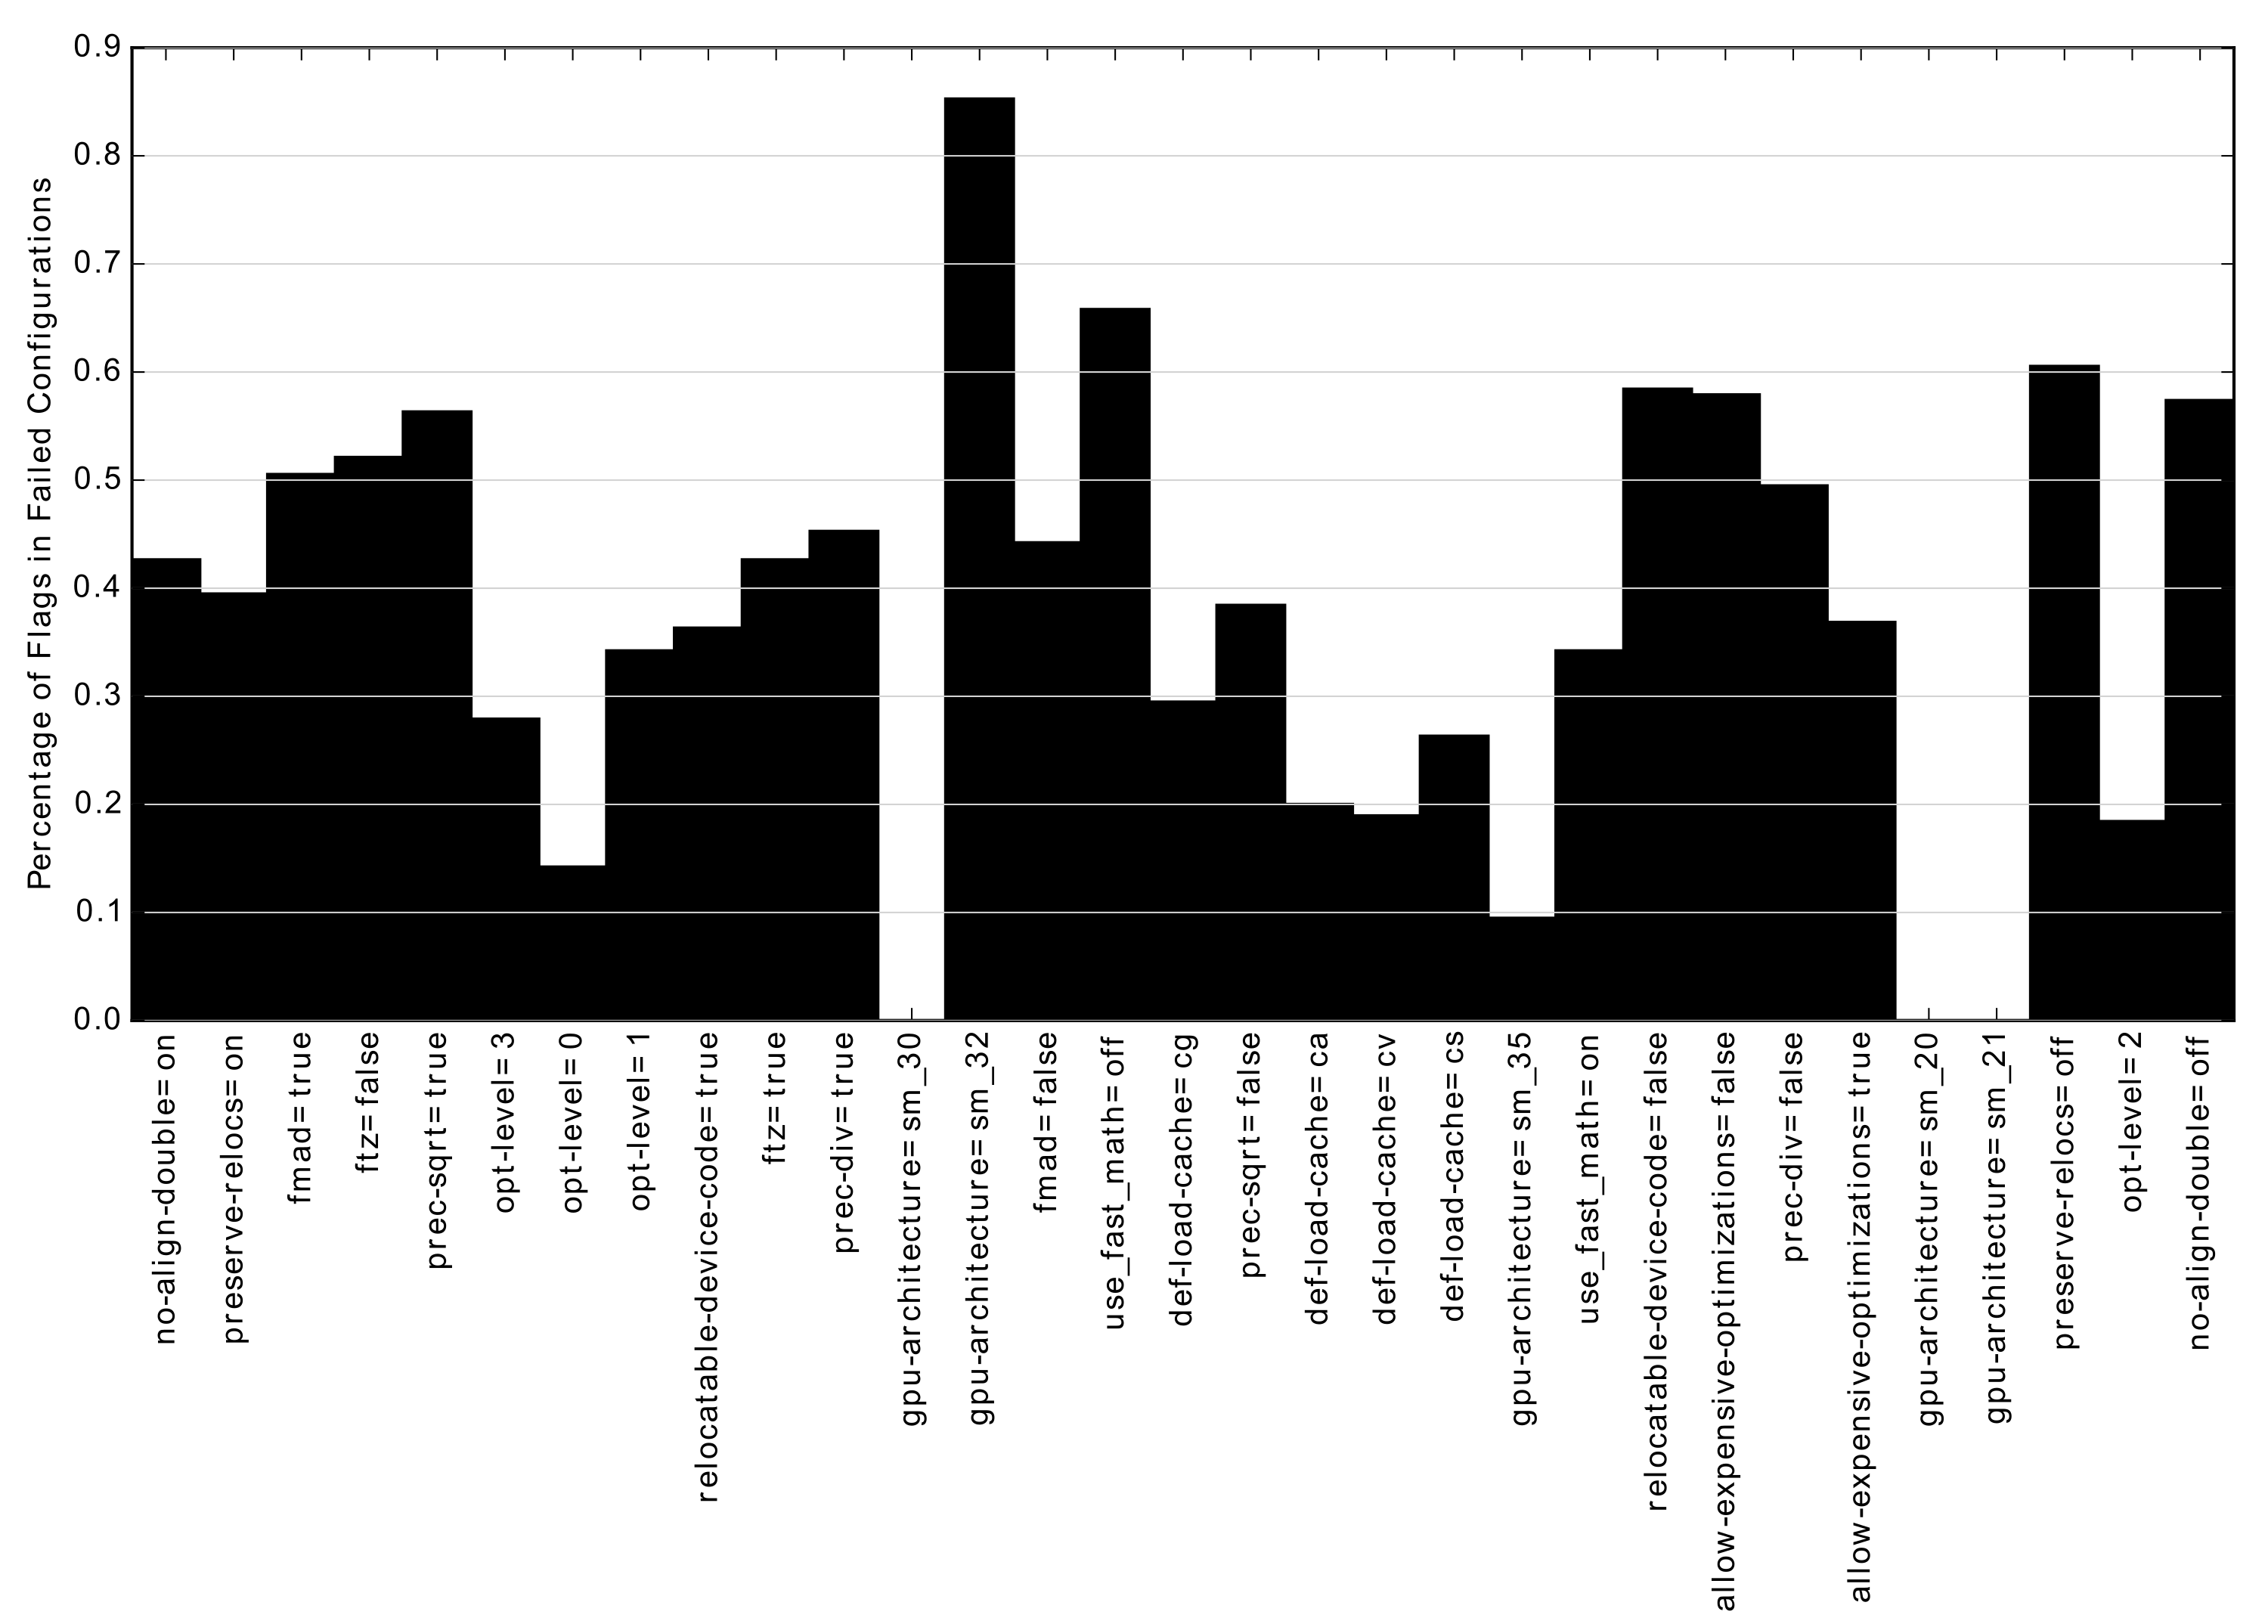 Percentage of Flags in Failed Configurations
0.9
0.8
0.7
0.6
0.5
0.4
0.3
0.2
0.1
0.0
no-align-double=on
preserve-relocs=on
fmad=true
ftz=false
prec-sqrt=true
opt-level=3
opt-level=0
opt-level=1
relocatable-device-code=true
ftz=true
prec-div=true
gpu-architecture=sm_30
gpu-architecture=sm_32
fmad=false
use_fast_math=off
def-load-cache=cg
prec-sqrt=false
def-load-cache=ca
def-load-cache=cv
def-load-cache=cs
gpu-architecture=sm_35
use_fast_math=on
relocatable-device-code=false
allow-expensive-optimizations=false
prec-div=false
allow-expensive-optimizations=true
gpu-architecture=sm_20
gpu-architecture=sm_21
preserve-relocs=off
opt-level=2
no-align-double=off